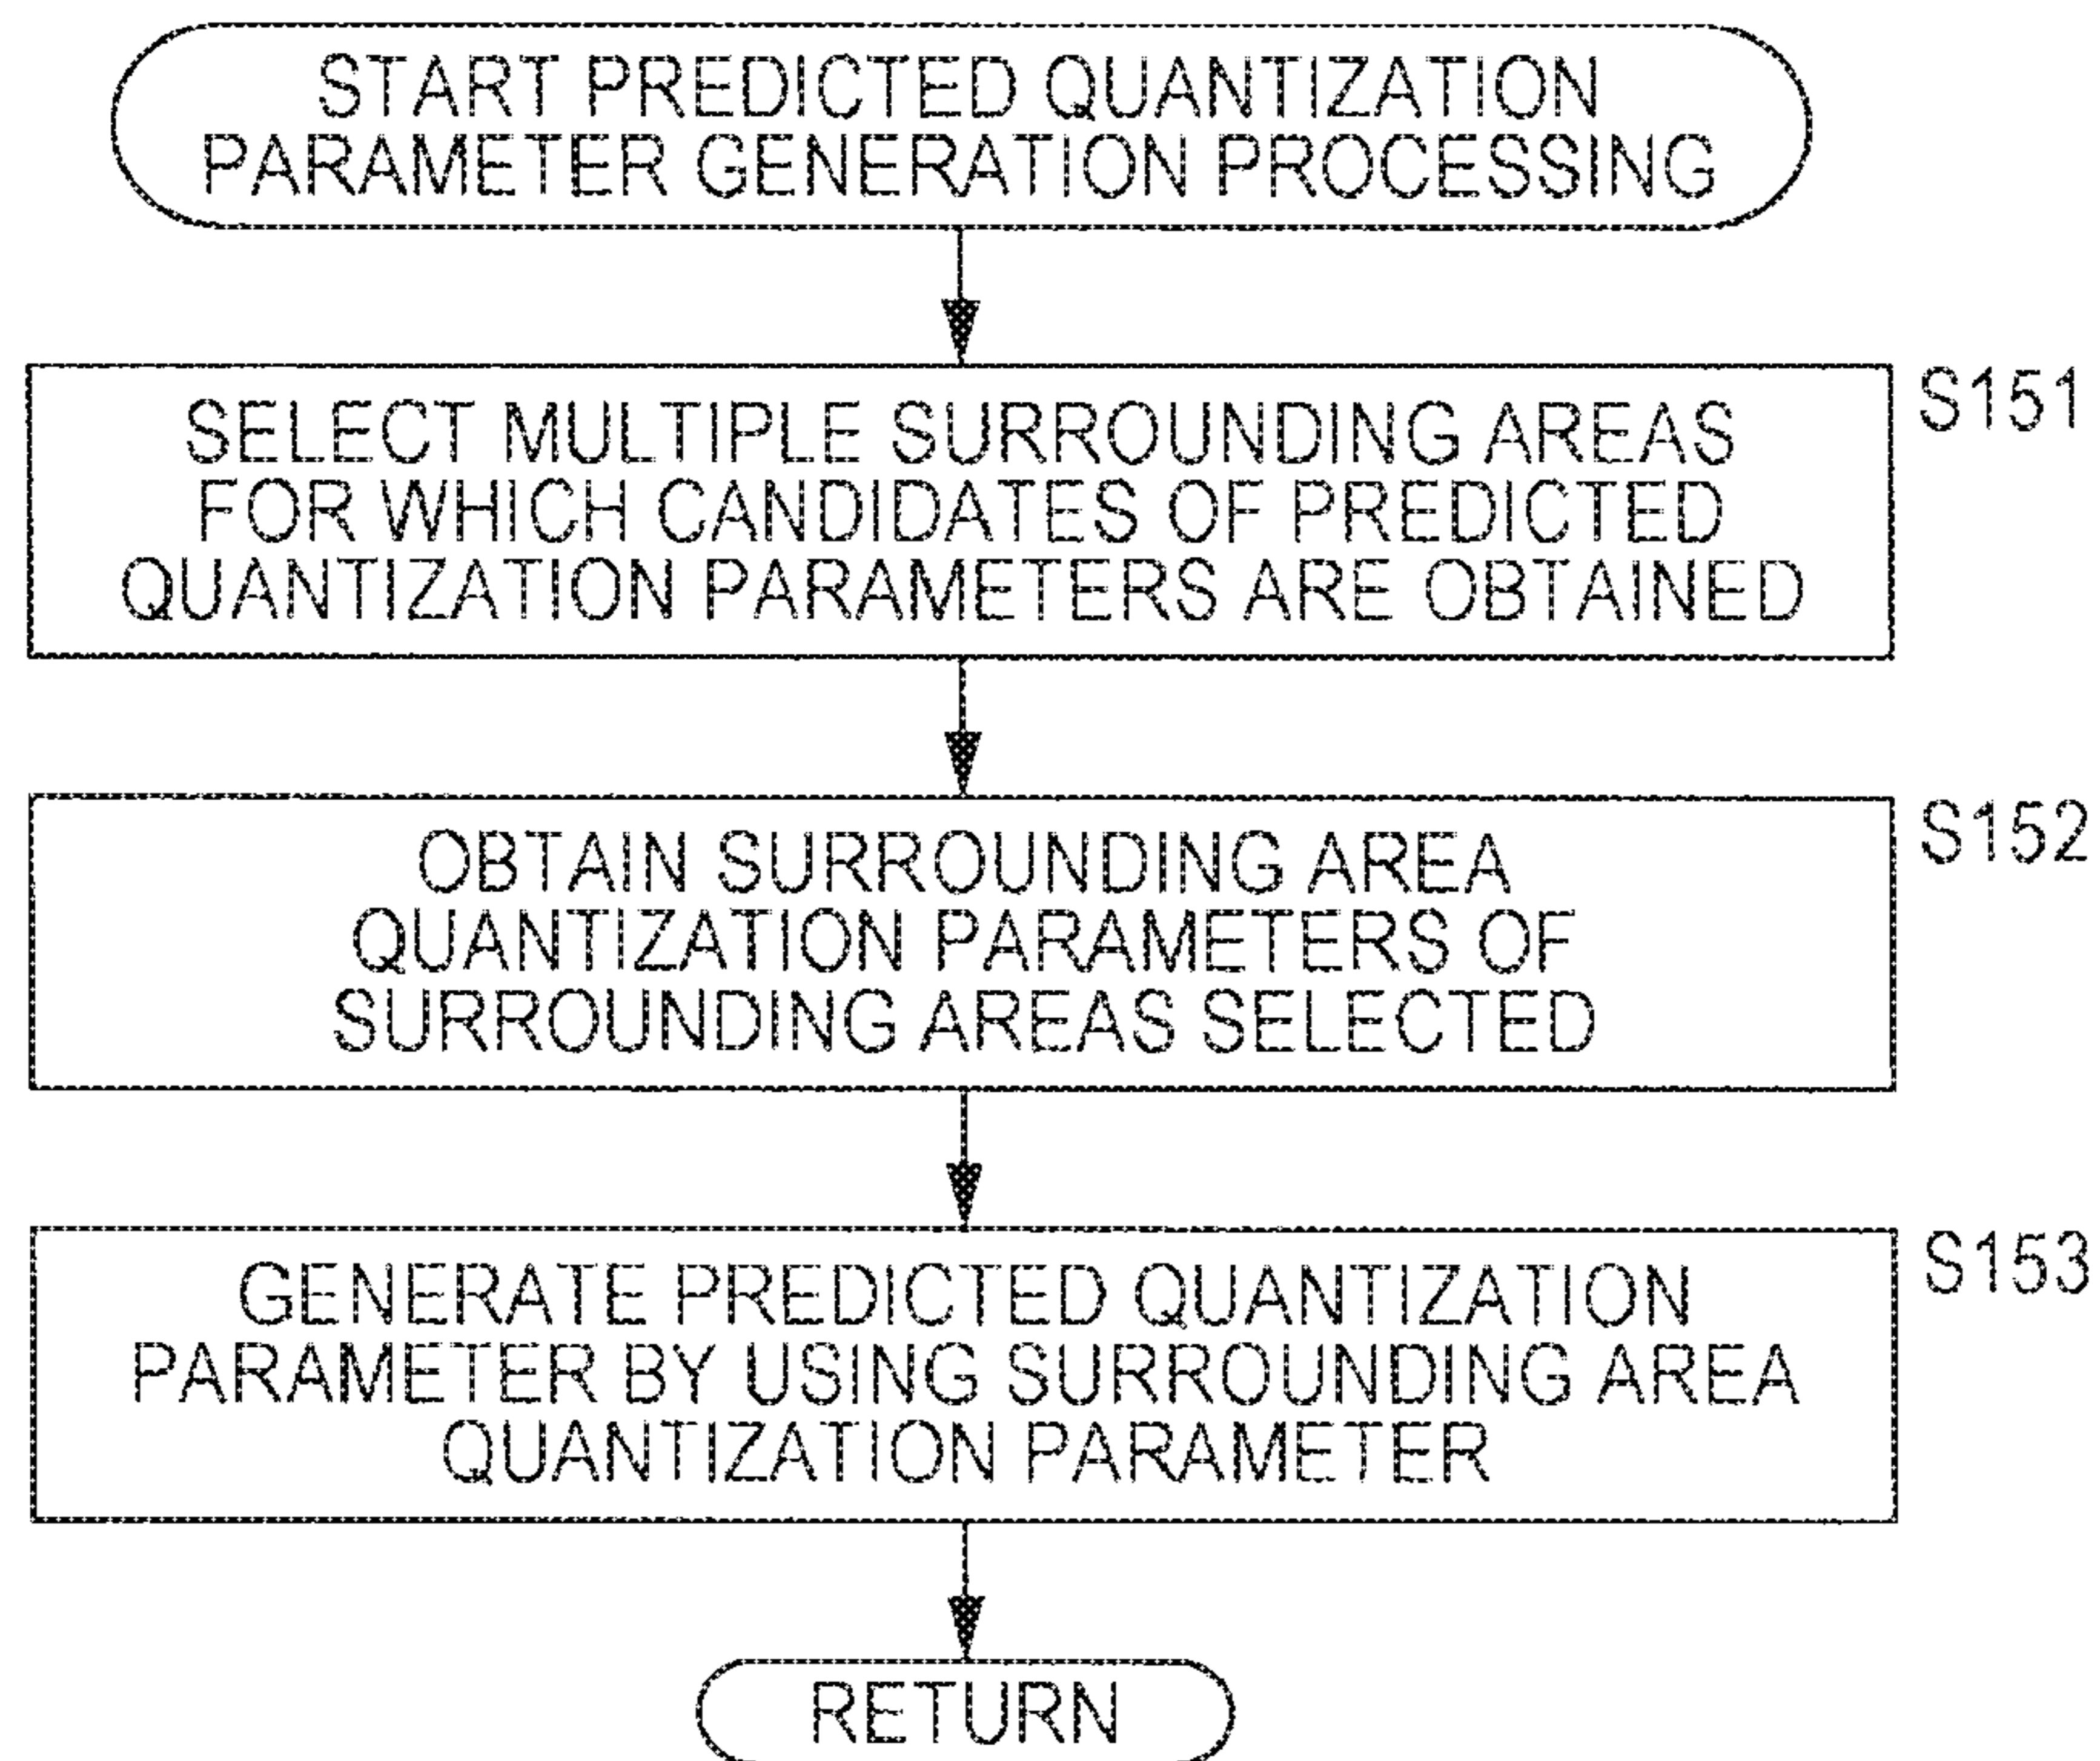 START PREDICTED QUANTIZATION
PARAMETER GENERATION PROCESSING
S151
SELECT MULTIPLE SURROUNDING AREAS
FOR WHICH CANDIDATES OF PREDICTED
QUANTIZATION PARAMETERS ARE OBTAINED
S152
OBTAIN SURROUNDING AREA
QUANTIZATION PARAMETERS OF
SURROUNDING AREAS SELECTED
S153
GENERATE PREDICTED QUANTIZATION
PARAMETER BY USING SURROUNDING AREA
QUANTIZATION PARAMETER
RETURN